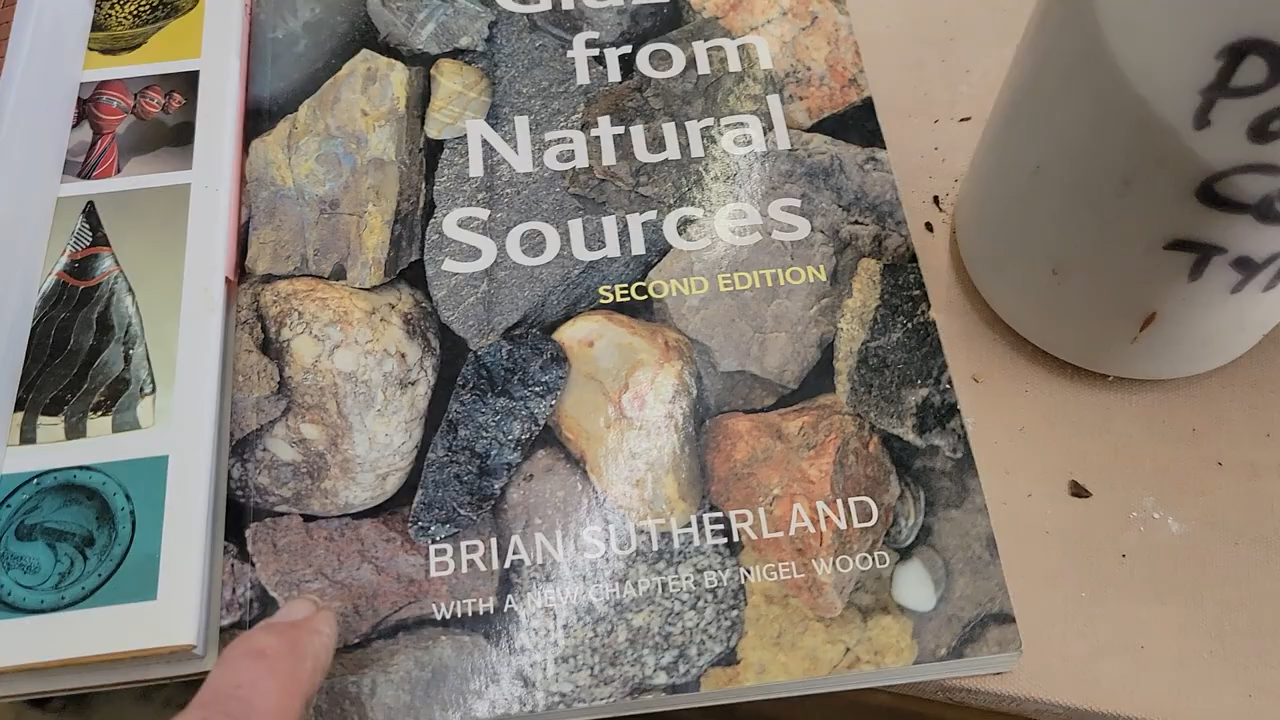 from
Natural
Sources
SECOND EDITION
BRIAN SUTHERLAND
WITH A NEW CHAPTER BY NIGEL WOOD